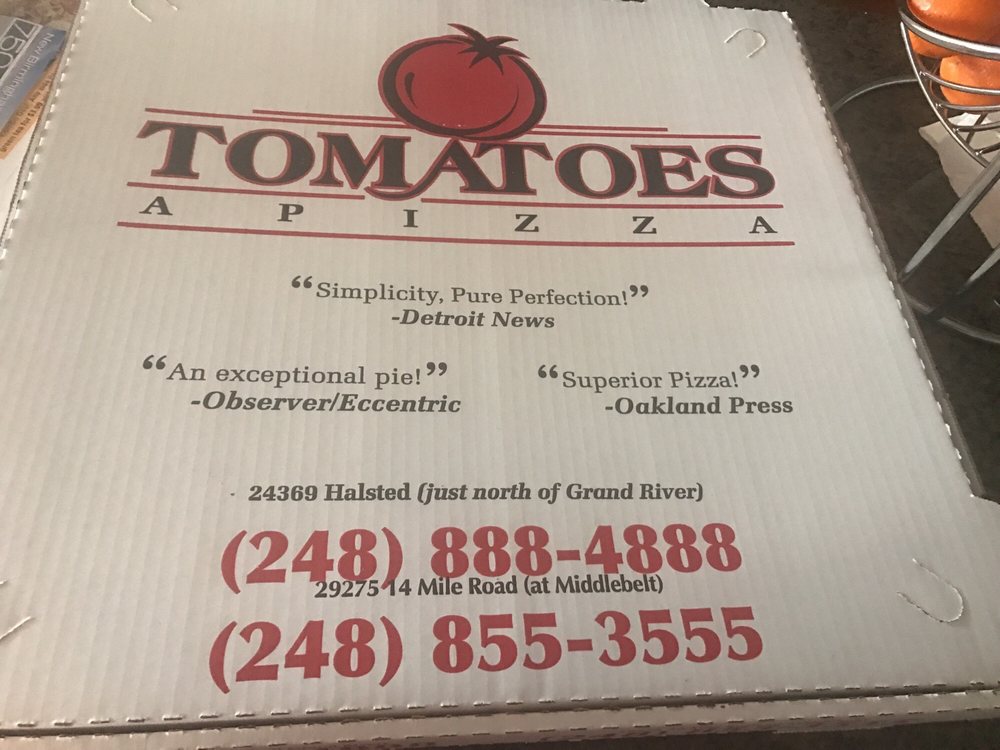 TOMATOES
APIZZA
“Simplicity, Pure Perfection!”
-Detroit News
“An exceptional pie!”
-Observer/Eccentric
“Superior Pizza!”
-Oakland Press
24369 Halsted (just north of Grand River)
(248) 888-4888
29275 14 Mile Road (at Middlebelt)
(248) 855-3555